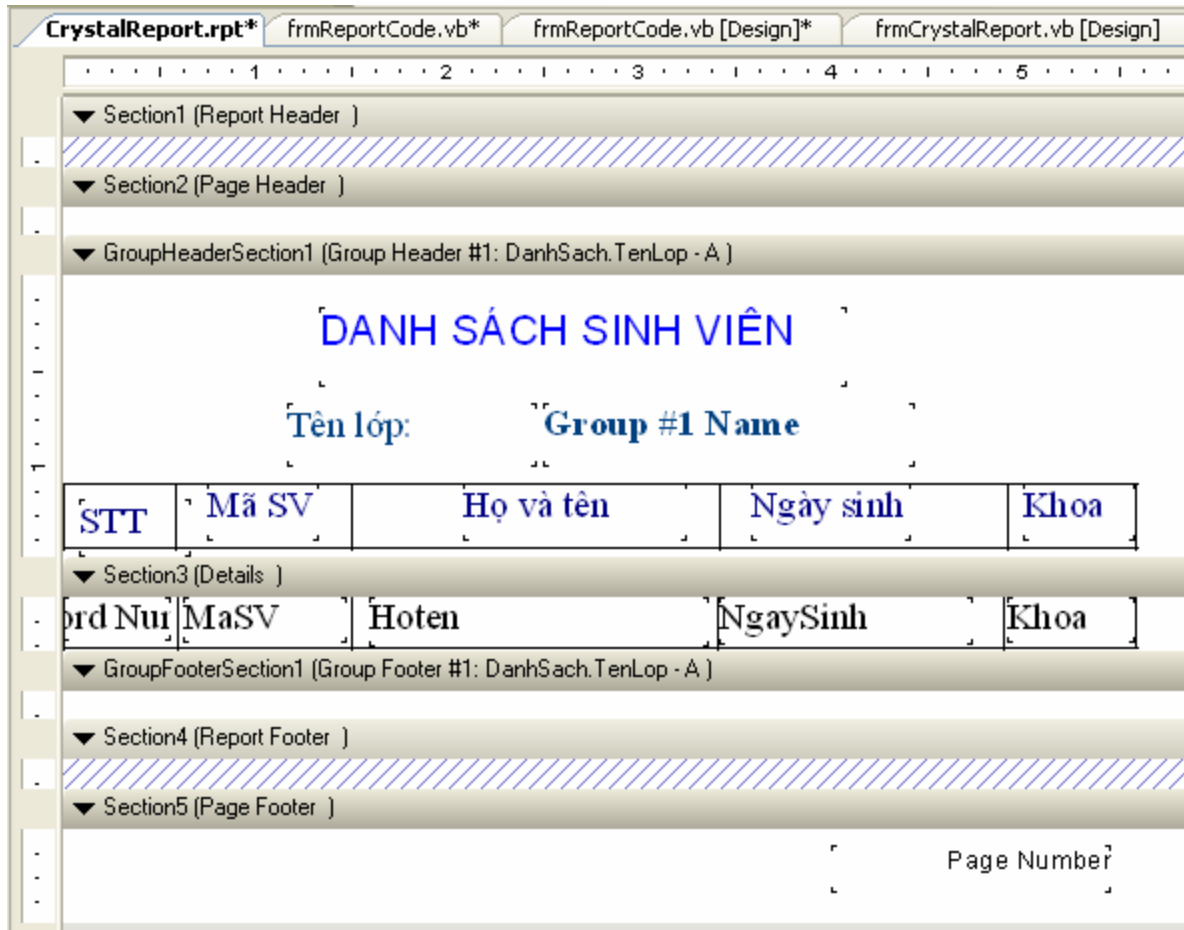 CrystalReport.rpt* frmReportCode.vb* frmReportCode.vb [Design]* frmCrystalReport.vb [Design]
1 2 3 4 5
Section1 (Report Header )
Section2 (Page Header )
GroupHeaderSection1 (Group Header #1: DanhSach.TenLop - A )
DANH SÁCH SINH VIÊN
Tên lớp: Group #1 Name
1
STT Mã SV Họ và tên Ngày sinh Khoa
Section3 (Details )
ord Nur MaSV Hoten NgaySinh Khoa
GroupFooterSection1 (Group Footer #1: DanhSach.TenLop - A )
Section4 (Report Footer )
Section5 (Page Footer )
Page Number